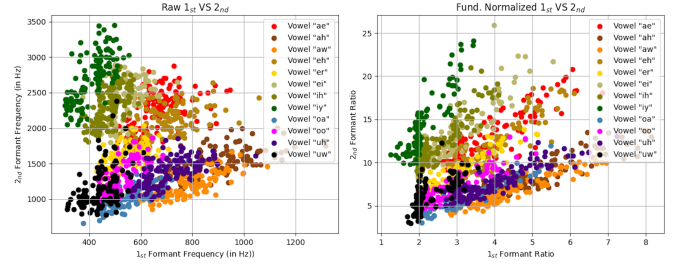 Raw 1st VS 2nd
3500
3000
2500
2000
1500
1000
400
600
800
1000
1200
2nd Formant Frequency (in Hz)
1st Formant Frequency (in Hz))
Vowel "ae"
Vowel "ah"
Vowel "aw"
Vowel "eh"
Vowel "er"
Vowel "ei"
Vowel "ih"
Vowel "iy"
Vowel "oa"
Vowel "oo"
Vowel "uh"
Vowel "uw"
Fund. Normalized 1st VS 2nd
25
20
15
10
5
1
2
3
4
5
6
7
8
2nd Formant Ratio
1st Formant Ratio
Vowel "ae"
Vowel "ah"
Vowel "aw"
Vowel "eh"
Vowel "er"
Vowel "ei"
Vowel "ih"
Vowel "iy"
Vowel "oa"
Vowel "oo"
Vowel "uh"
Vowel "uw"